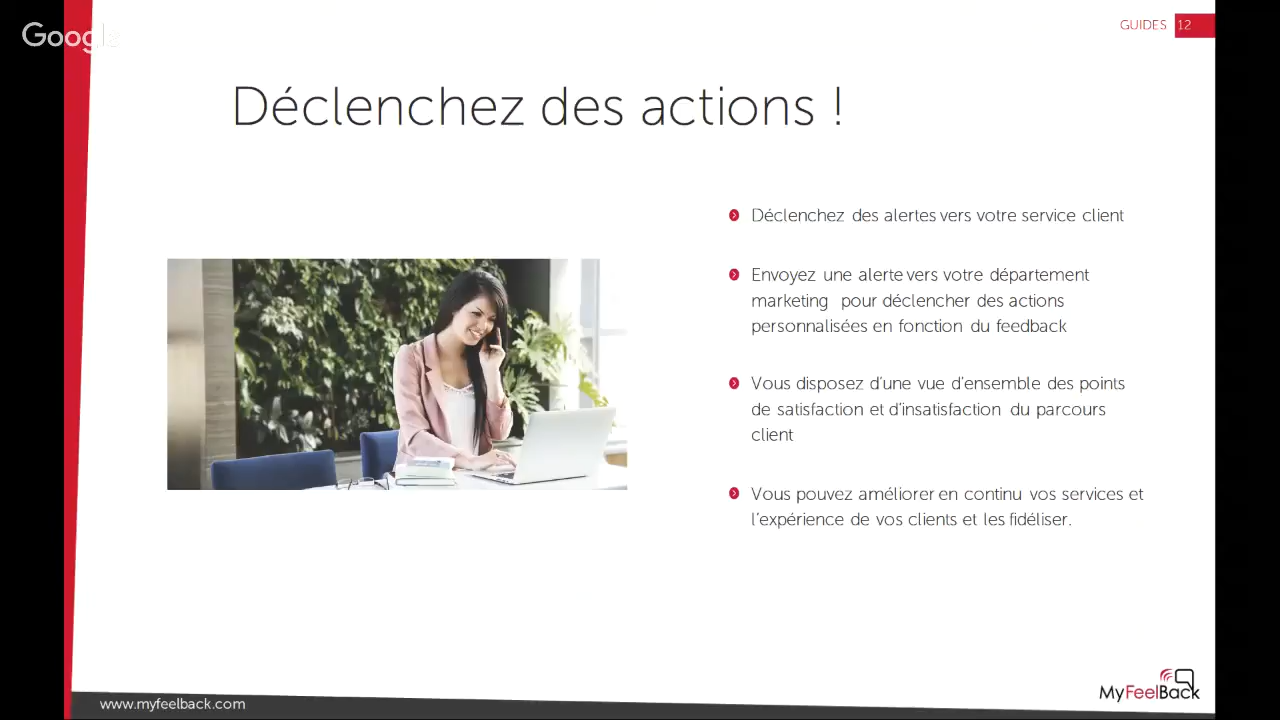 Google
GUIDES 12
Déclenchez des actions !
Déclenchez des alertes vers votre service client
Envoyez une alerte vers votre département
marketing pour déclencher des actions
personnalisées en fonction du feedback
Vous disposez d'une vue d'ensemble des points
de satisfaction et d'insatisfaction du parcours
client
Vous pouvez améliorer en continu vos services et
l'expérience de vos clients et les fidéliser.
www.myfeelback.com
MyFeelBack